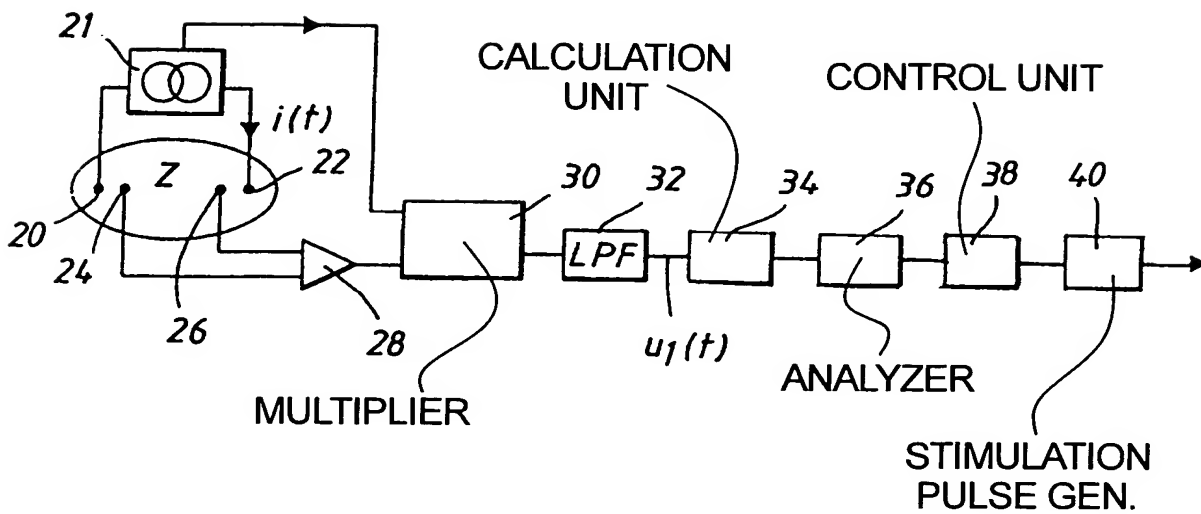 21
i(t)
Z
22
20
24
26
28
30
MULTIPLIER
32
LPF
u1(t)
CALCULATION
UNIT
34
36
ANALYZER
CONTROL UNIT
38
40
STIMULATION
PULSE GEN.